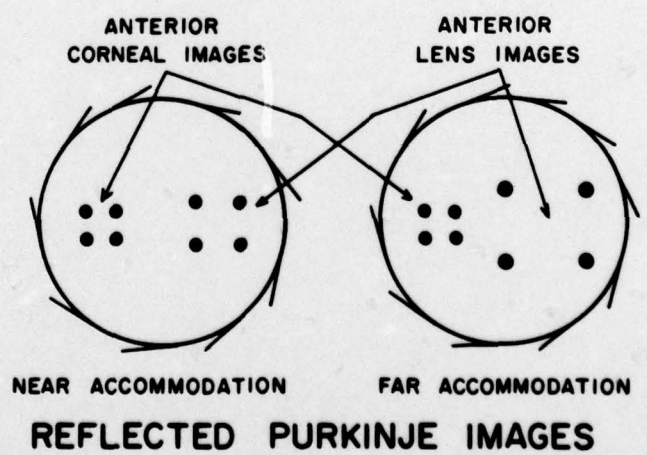 ANTERIOR
CORNEAL IMAGES
ANTERIOR
LENS IMAGES
NEAR ACCOMMODATION
FAR ACCOMMODATION
REFLECTED PURKINJE IMAGES